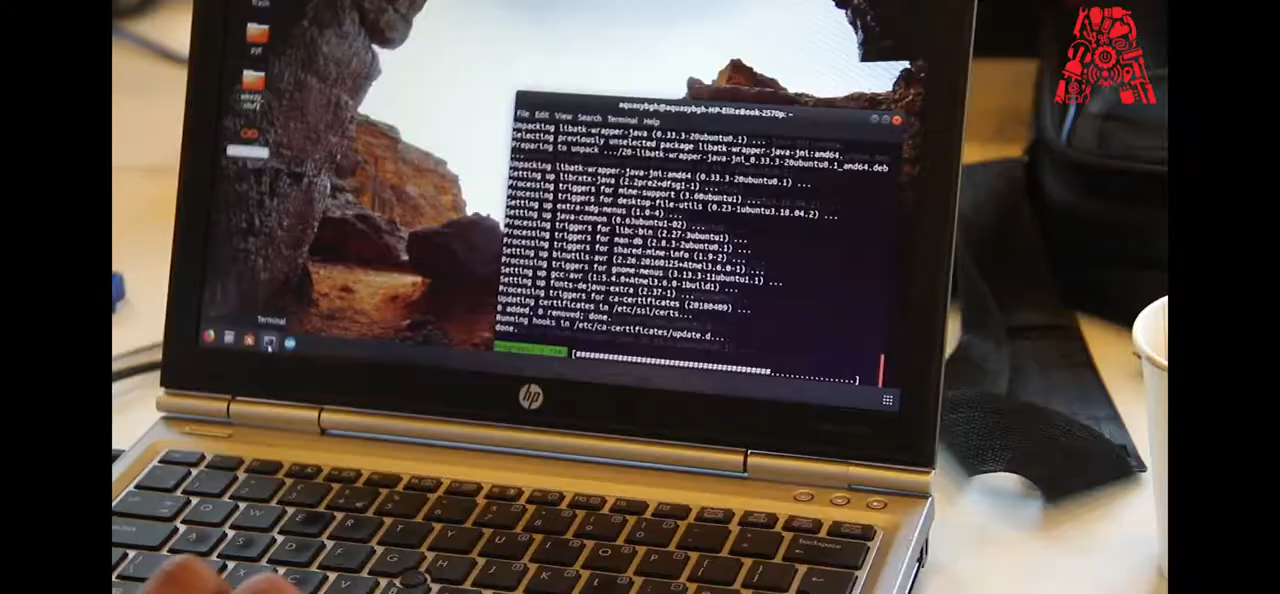 trash
pyf
aquasybgh@aquasybgh-HP-EliteBook-2570p: ~
File Edit View Search Terminal Help
Unpacking libatk-wrapper-java (0.33.3-20ubuntu0.1) ...
Selecting previously unselected package libatk-wrapper-java-jni:amd64.
Preparing to unpack .../20-libatk-wrapper-java-jni_0.33.3-20ubuntu0.1_amd64.deb
...
Unpacking libatk-wrapper-java-jni:amd64 (0.33.3-20ubuntu0.1) ...
Setting up librxtx-java (2.2pre2+dfsg1-1) ...
Processing triggers for mime-support (3.60ubuntu1) ...
Processing triggers for desktop-file-utils (0.23-1ubuntu3.18.04.2) ...
Setting up extra-xdg-menus (1.0-4) ...
Setting up java-common (0.63ubuntu1-02) ...
Processing triggers for libc-bin (2.27-3ubuntu1) ...
Processing triggers for man-db (2.8.3-2ubuntu0.1) ...
Processing triggers for shared-mime-info (1.9-2) ...
Setting up binutils-avr (2.26.20160125+Atmel3.6.0-1) ...
Processing triggers for gnome-menus (3.13.3-11ubuntu1.1) ...
Setting up gcc-avr (1:5.4.0+Atmel3.6.0-1build1) ...
Setting up fonts-dejavu-extra (2.37-1) ...
Processing triggers for ca-certificates (20180409) ...
Updating certificates in /etc/ssl/certs...
0 added, 0 removed; done.
Running hooks in /etc/ca-certificates/update.d...
done.
Terminal
hp
Q W E R T Y U I O P
backspace
A S D F G H J K L
X C V B